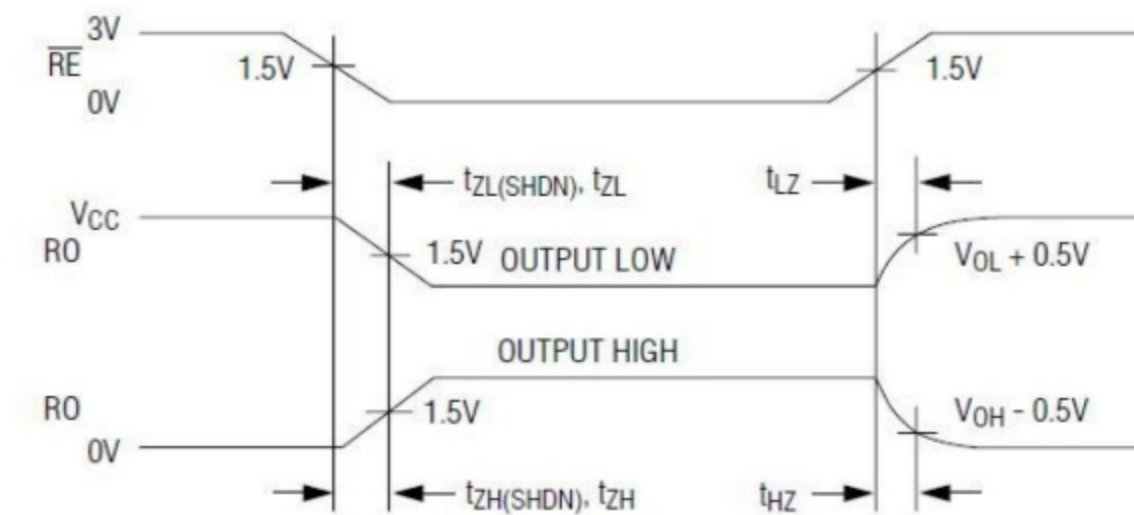 3V
RE
1.5V
1.5V
0V
tZL(SHDN), tZL
tLZ
VCC
RO
1.5V OUTPUT LOW
VOL + 0.5V
OUTPUT HIGH
RO
1.5V
VOH - 0.5V
0V
tZH(SHDN), tZH
tHZ